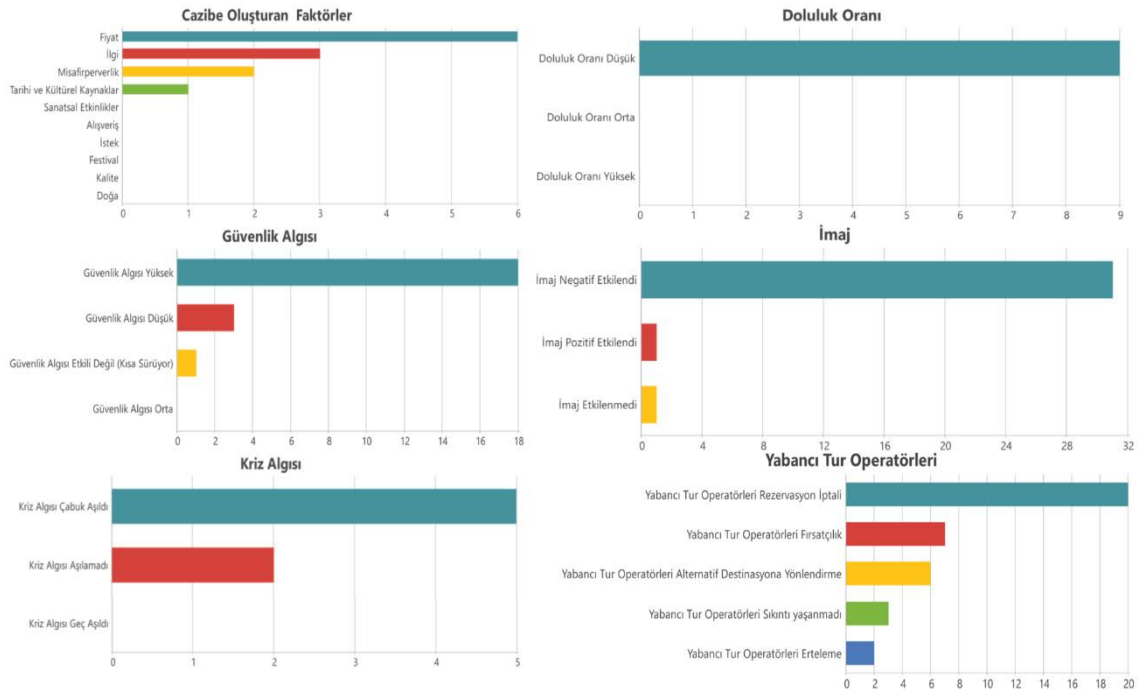 Cazibe Oluşturan Faktörler
Fiyat
İlgi
Misafirperverlik
Tarihi ve Kültürel Kaynaklar
Sanatsal Etkinlikler
Alışveriş
İstek
Festival
Kalite
Doğa
0 1 2 3 4 5 6
Doluluk Oranı
Doluluk Oranı Düşük
Doluluk Oranı Orta
Doluluk Oranı Yüksek
0 1 2 3 4 5 6 7 8 9
Güvenlik Algısı
Güvenlik Algısı Yüksek
Güvenlik Algısı Düşük
Güvenlik Algısı Etkili Değil (Kısa Sürüyor)
Güvenlik Algısı Orta
0 2 4 6 8 10 12 14 16 18
İmaj
İmaj Negatif Etkilendi
İmaj Pozitif Etkilendi
İmaj Etkilenmedi
0 4 8 12 16 20 24 28 32
Kriz Algısı
Kriz Algısı Çabuk Aşıldı
Kriz Algısı Aşılamadı
Kriz Algısı Geç Aşıldı
0 1 2 3 4 5
Yabancı Tur Operatörleri
Yabancı Tur Operatörleri Rezervasyon İptali
Yabancı Tur Operatörleri Fırsatçılık
Yabancı Tur Operatörleri Alternatif Destinasyona Yönlendirme
Yabancı Tur Operatörleri Sıkıntı yaşanmadı
Yabancı Tur Operatörleri Erteleme
0 2 4 6 8 10 12 14 16 18 20